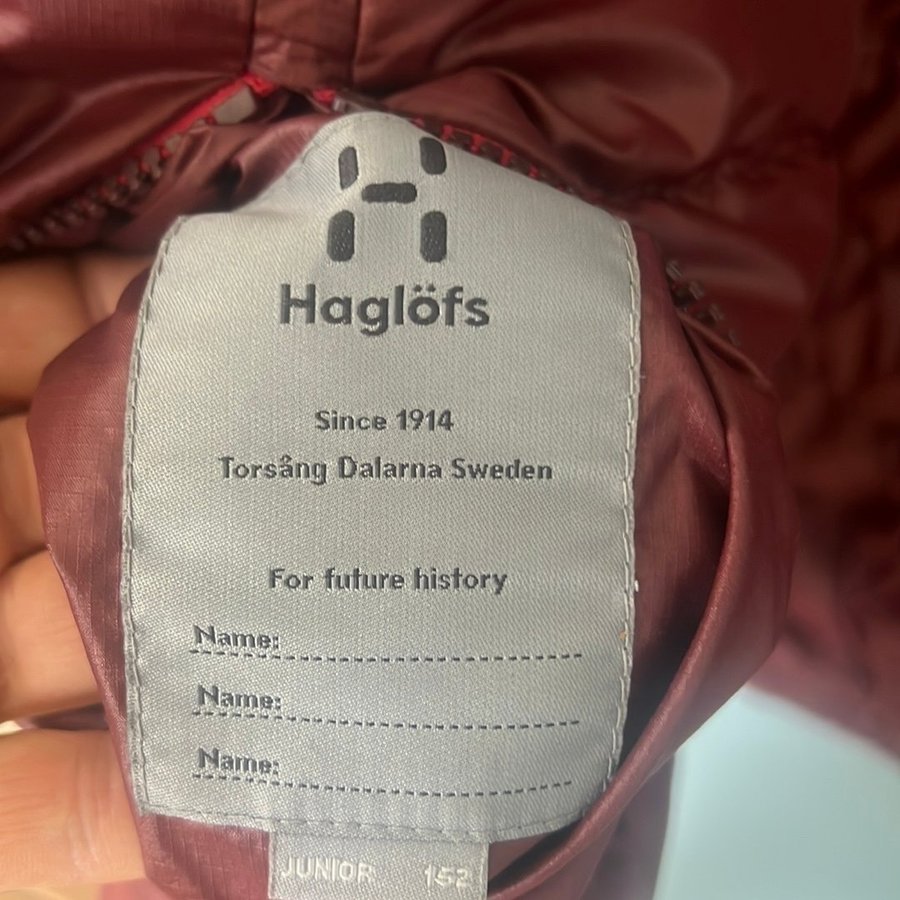 Haglöfs
Since 1914
Torsång Dalarna Sweden
For future history
Name:
Name:
Name:
JUNIOR 152